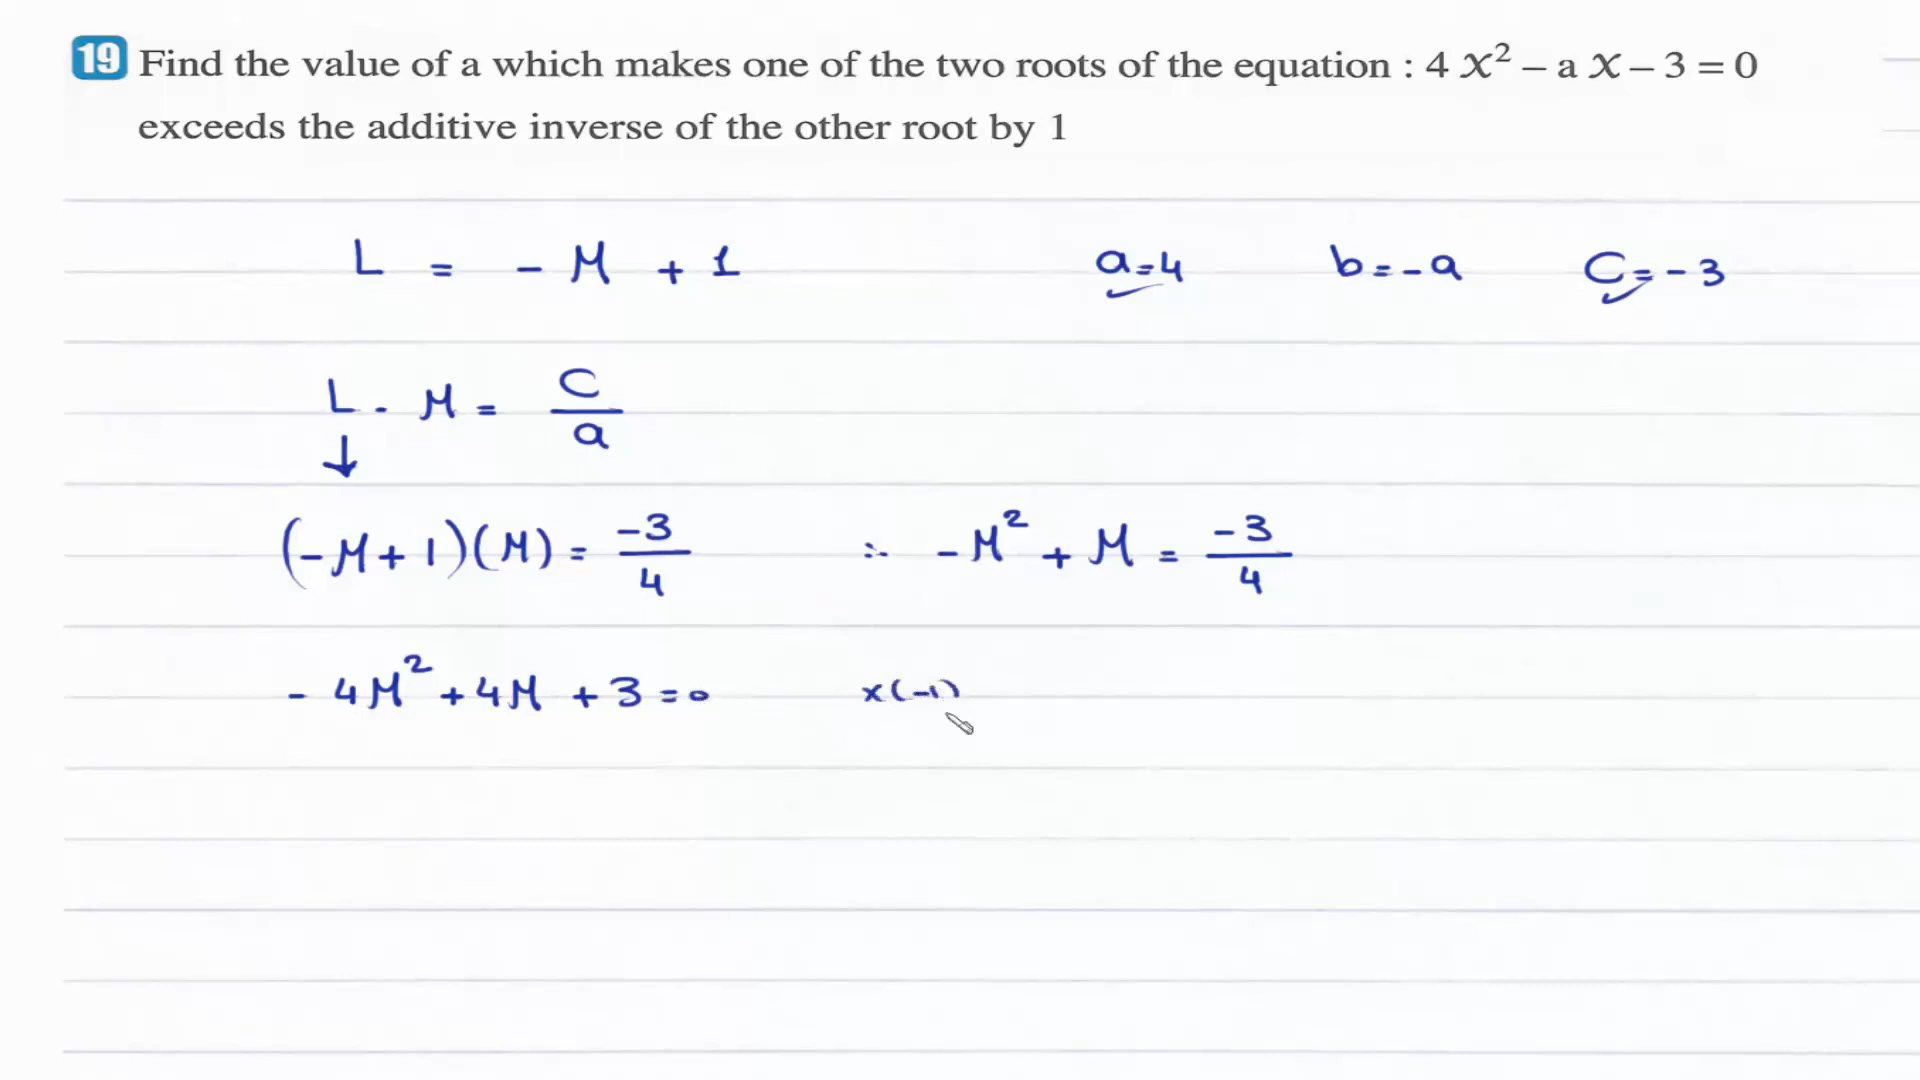 19 Find the value of a which makes one of the two roots of the equation : 4 x² – a x – 3 = 0
exceeds the additive inverse of the other root by 1
L = - M + 1 a=4 b=-a C=-3
L . M = C/a
↓
(-M+1)(M) = -3/4 ∴ -M² + M = -3/4
- 4M² + 4M + 3 = 0 x(-1)